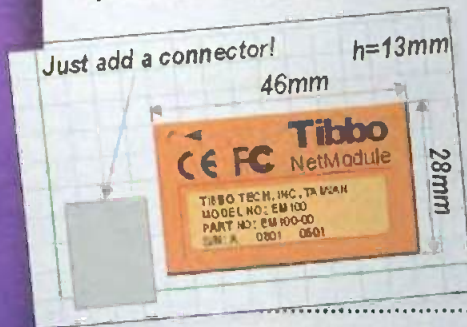 Just add a connector!
h=13mm
46mm
Tibbo
CE FC NetModule
28mm
TIBBO TECH, INC, TAIWAN
MODEL NO: EM100
PART NO: EM100-00
0801 0601